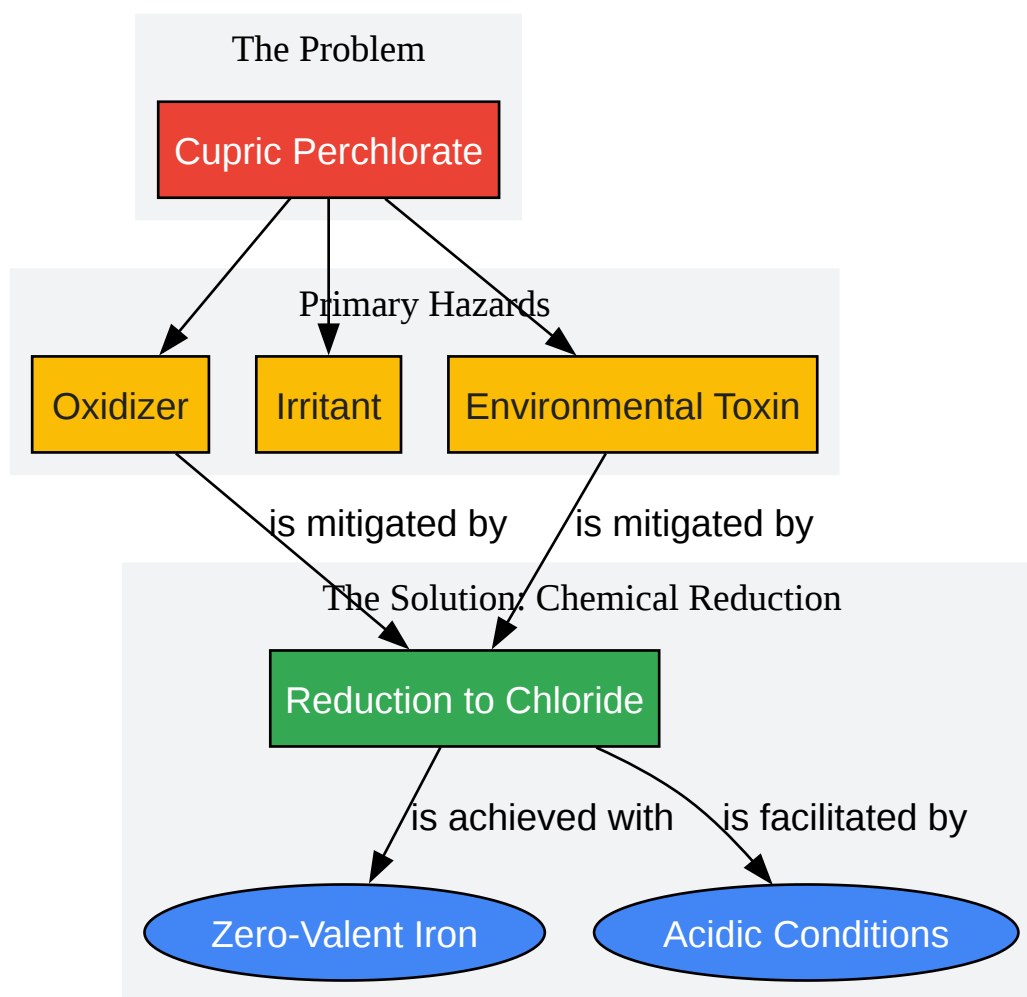 The Problem
Cupric Perchlorate
Primary Hazards
Oxidizer
Irritant
Environmental Toxin
is mitigated by
is mitigated by
The Solution: Chemical Reduction
Reduction to Chloride
is achieved with
is facilitated by
Zero-Valent Iron
Acidic Conditions